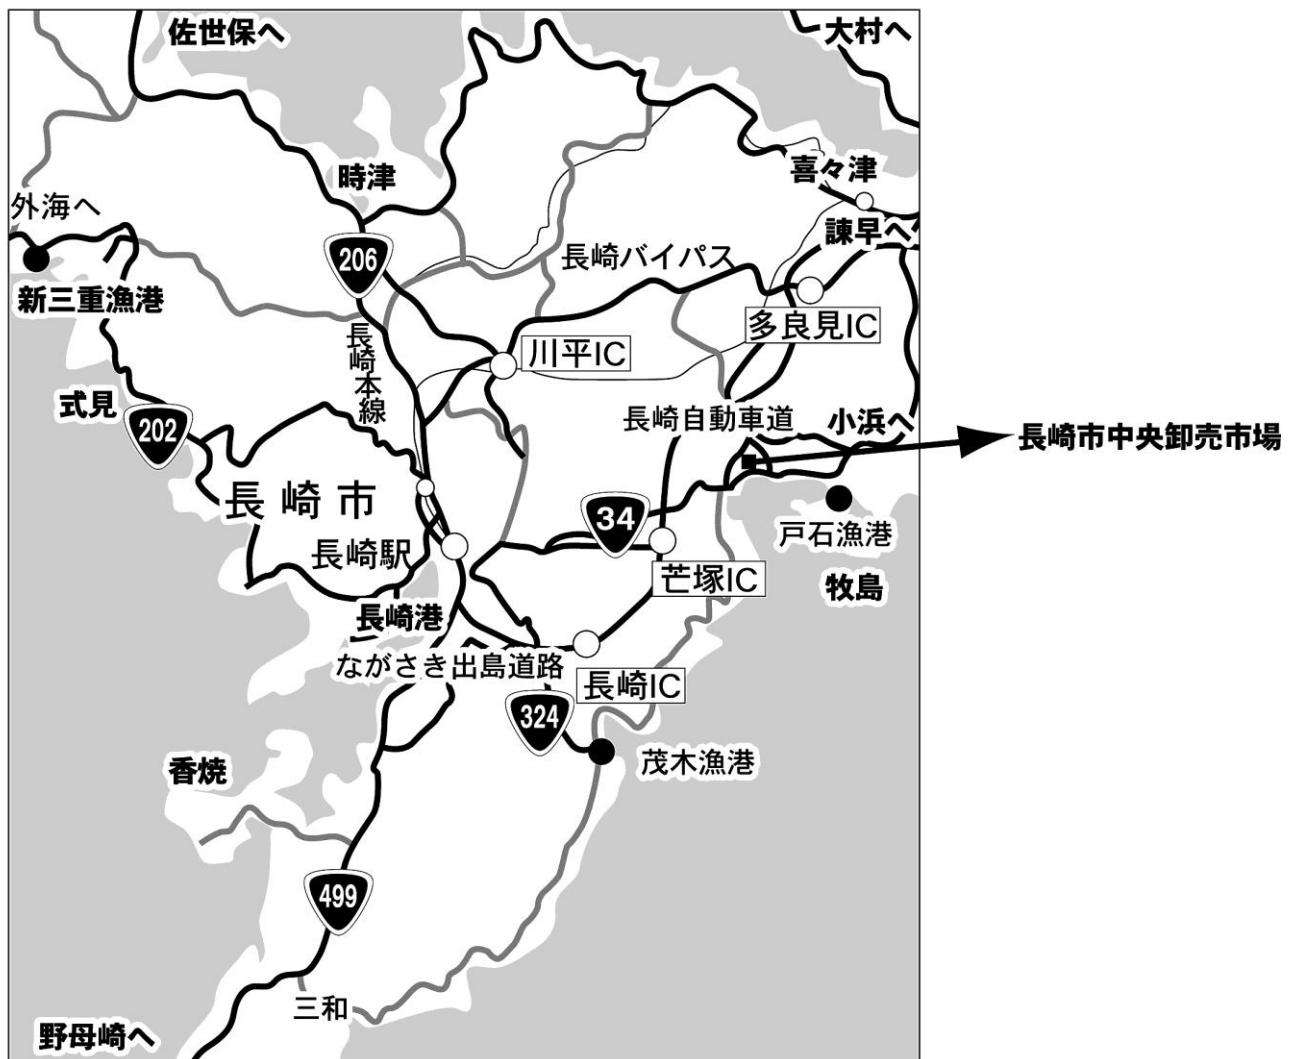 佐世保へ
大村へ
時津
喜々津
外海へ
諫早へ
206
長崎バイパス
新三重漁港
多良見IC
長崎本線
川平IC
式見
202
長崎自動車道
小浜へ
長崎市中央卸売市場
長崎市
34
戸石漁港
長崎駅
芒塚IC
牧島
長崎港
ながさき出島道路
長崎IC
324
茂木漁港
香焼
499
三和
野母崎へ